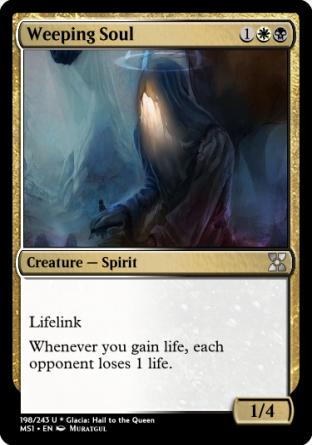 Weeping Soul 1
Creature — Spirit
Lifelink
Whenever you gain life, each
opponent loses 1 life.
198/243 U * Glacia: Hail to the Queen
MS1 • EN MURATGUL
1/4